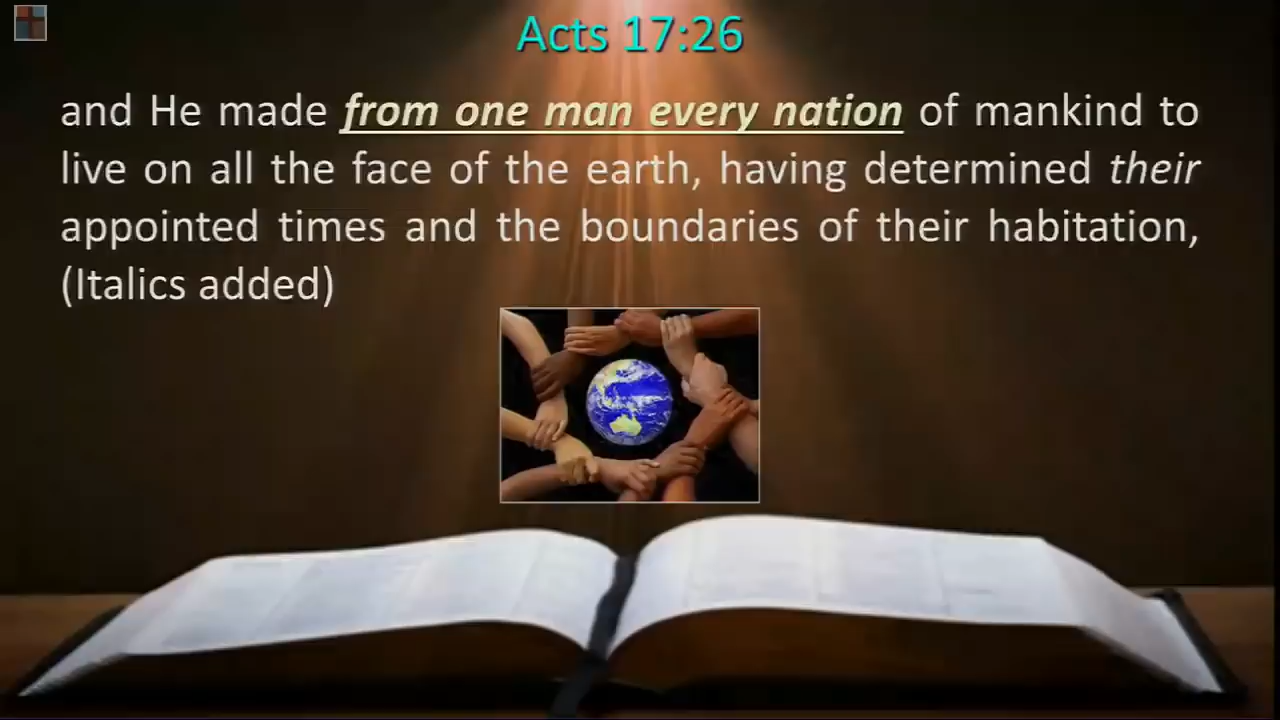 Acts 17:26
and He made from one man every nation of mankind to
live on all the face of the earth, having determined their
appointed times and the boundaries of their habitation,
(Italics added)